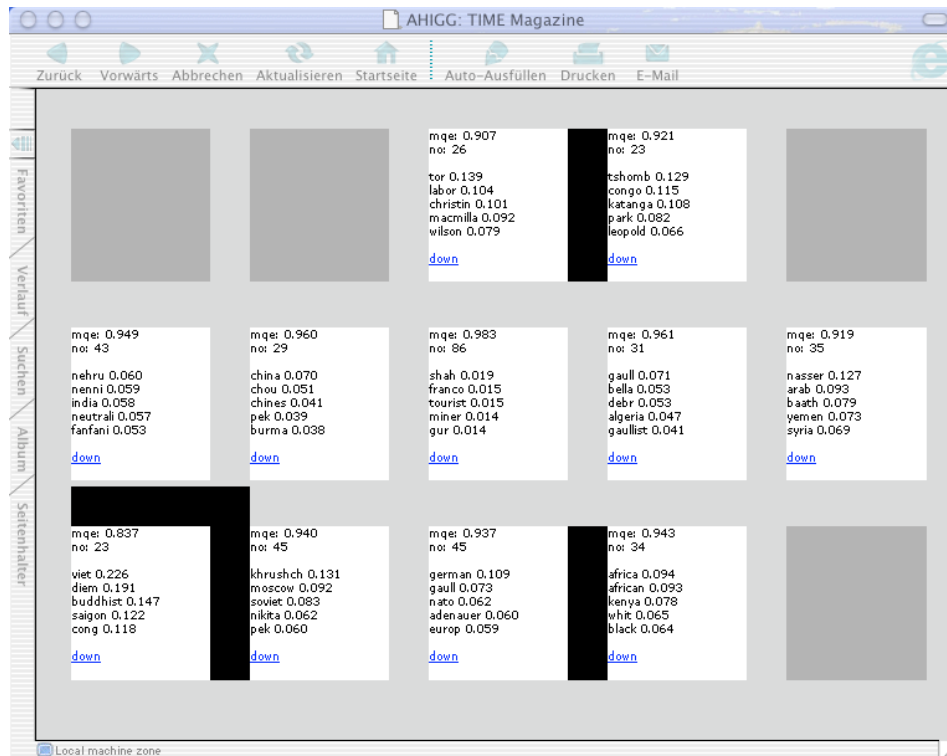 AHIGG: TIME Magazine
Zurück Vorwärts Abbrechen Aktualisieren Startseite Auto-Ausfüllen Drucken E-Mail
Favoriten
Verlauf
Suchen
Album
Seitenhalter
mqe: 0.907
no: 26
tor 0.139
labor 0.104
christin 0.101
macmilla 0.092
wilson 0.079
down
mqe: 0.921
no: 23
tshomb 0.129
congo 0.115
katanga 0.108
park 0.082
leopold 0.066
down
mqe: 0.949
no: 43
nehru 0.060
nenni 0.059
india 0.058
neutrali 0.057
fanfani 0.053
down
mqe: 0.960
no: 29
china 0.070
chou 0.051
chines 0.041
pek 0.039
burma 0.038
down
mqe: 0.983
no: 86
shah 0.019
franco 0.015
tourist 0.015
miner 0.014
gur 0.014
down
mqe: 0.961
no: 31
gaull 0.071
bella 0.053
debr 0.053
algeria 0.047
gaullist 0.041
down
mqe: 0.919
no: 35
nasser 0.127
arab 0.093
baath 0.079
yemen 0.073
syria 0.069
down
mqe: 0.837
no: 23
viet 0.226
diem 0.191
buddhist 0.147
saigon 0.122
cong 0.118
down
mqe: 0.940
no: 45
khrushch 0.131
moscow 0.092
soviet 0.083
nikita 0.062
pek 0.060
down
mqe: 0.937
no: 45
german 0.109
gaull 0.073
nato 0.062
adenauer 0.060
europ 0.059
down
mqe: 0.943
no: 34
africa 0.094
african 0.093
kenya 0.078
whit 0.065
black 0.064
down
Local machine zone